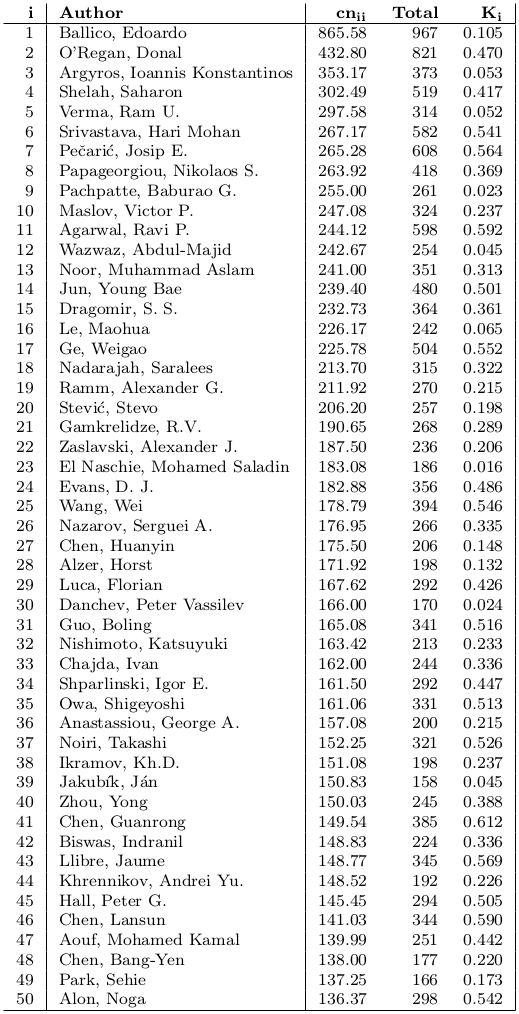 i Author cn_ii Total K_i
1 Ballico, Edoardo 865.58 967 0.105
2 O'Regan, Donal 432.80 821 0.470
3 Argyros, Ioannis Konstantinos 353.17 373 0.053
4 Shelah, Saharon 302.49 519 0.417
5 Verma, Ram U. 297.58 314 0.052
6 Srivastava, Hari Mohan 267.17 582 0.541
7 Pečarić, Josip E. 265.28 608 0.564
8 Papageorgiou, Nikolaos S. 263.92 418 0.369
9 Pachpatte, Baburao G. 255.00 261 0.023
10 Maslov, Victor P. 247.08 324 0.237
11 Agarwal, Ravi P. 244.12 598 0.592
12 Wazwaz, Abdul-Majid 242.67 254 0.045
13 Noor, Muhammad Aslam 241.00 351 0.313
14 Jun, Young Bae 239.40 480 0.501
15 Dragomir, S. S. 232.73 364 0.361
16 Le, Maohua 226.17 242 0.065
17 Ge, Weigao 225.78 504 0.552
18 Nadarajah, Saralees 213.70 315 0.322
19 Ramm, Alexander G. 211.92 270 0.215
20 Stević, Stevo 206.20 257 0.198
21 Gamkrelidze, R.V. 190.65 268 0.289
22 Zaslavski, Alexander J. 187.50 236 0.206
23 El Naschie, Mohamed Saladin 183.08 186 0.016
24 Evans, D. J. 182.88 356 0.486
25 Wang, Wei 178.79 394 0.546
26 Nazarov, Serguei A. 176.95 266 0.335
27 Chen, Huanyin 175.50 206 0.148
28 Alzer, Horst 171.92 198 0.132
29 Luca, Florian 167.62 292 0.426
30 Danchev, Peter Vassilev 166.00 170 0.024
31 Guo, Boling 165.08 341 0.516
32 Nishimoto, Katsuyuki 163.42 213 0.233
33 Chajda, Ivan 162.00 244 0.336
34 Shparlinski, Igor E. 161.50 292 0.447
35 Owa, Shigeyoshi 161.06 331 0.513
36 Anastassiou, George A. 157.08 200 0.215
37 Noiri, Takashi 152.25 321 0.526
38 Ikramov, Kh.D. 151.08 198 0.237
39 Jakubík, Ján 150.83 158 0.045
40 Zhou, Yong 150.03 245 0.388
41 Chen, Guanrong 149.54 385 0.612
42 Biswas, Indranil 148.83 224 0.336
43 Llibre, Jaume 148.77 345 0.569
44 Khrennikov, Andrei Yu. 148.52 192 0.226
45 Hall, Peter G. 145.45 294 0.505
46 Chen, Lansun 141.03 344 0.590
47 Aouf, Mohamed Kamal 139.99 251 0.442
48 Chen, Bang-Yen 138.00 177 0.220
49 Park, Sehie 137.25 166 0.173
50 Alon, Noga 136.37 298 0.542